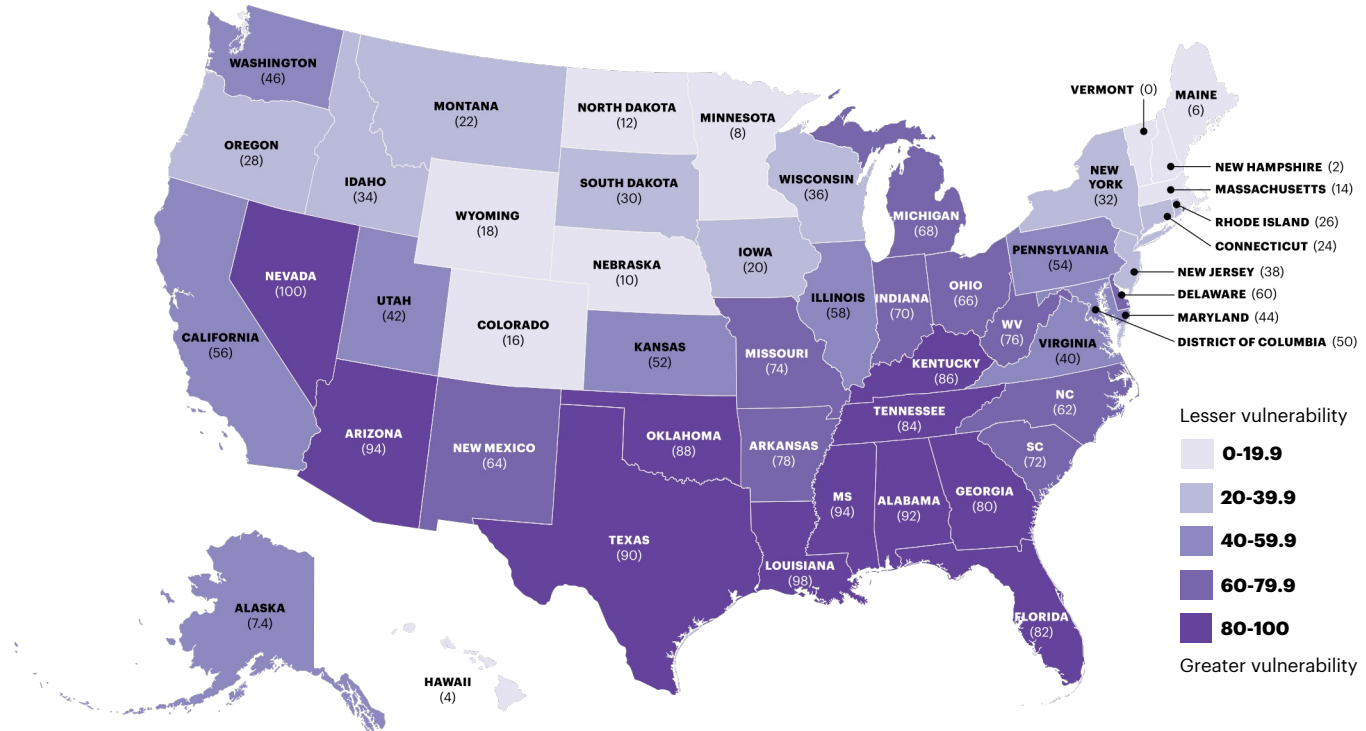 WASHINGTON
(46)
OREGON
(28)
CALIFORNIA
(56)
NEVADA
(100)
IDAHO
(34)
MONTANA
(22)
WYOMING
(18)
UTAH
(42)
ARIZONA
(94)
COLORADO
(16)
NEW MEXICO
(64)
NORTH DAKOTA
(12)
SOUTH DAKOTA
(30)
NEBRASKA
(10)
KANSAS
(52)
OKLAHOMA
(88)
TEXAS
(90)
MINNESOTA
(8)
IOWA
(20)
MISSOURI
(74)
ARKANSAS
(78)
LOUISIANA
(98)
WISCONSIN
(36)
ILLINOIS
(58)
MICHIGAN
(68)
INDIANA
(70)
OHIO
(66)
KENTUCKY
(86)
TENNESSEE
(84)
MS
(94)
ALABAMA
(92)
GEORGIA
(80)
FLORIDA
(82)
SC
(72)
NC
(62)
VIRGINIA
(40)
WV
(76)
PENNSYLVANIA
(54)
NEW
YORK
(32)
VERMONT (0)
MAINE
(6)
NEW HAMPSHIRE (2)
MASSACHUSETTS (14)
RHODE ISLAND (26)
CONNECTICUT (24)
NEW JERSEY (38)
DELAWARE (60)
MARYLAND (44)
DISTRICT OF COLUMBIA (50)
ALASKA
(7.4)
HAWAII
(4)
Lesser vulnerability
0-19.9
20-39.9
40-59.9
60-79.9
80-100
Greater vulnerability